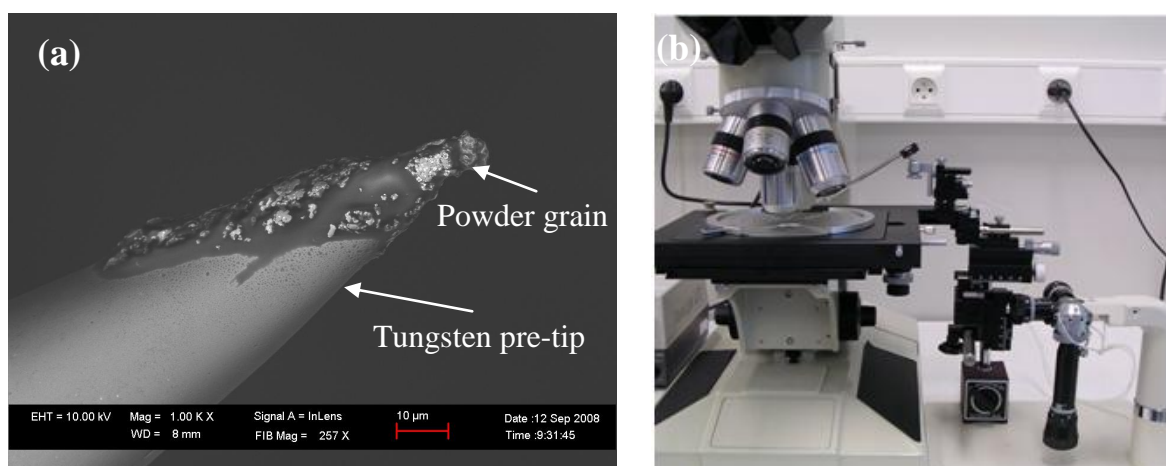 (a)
Powder grain
Tungsten pre-tip
EHT = 10.00 kV Mag = 1.00 K X Signal A = InLens 10 µm Date :12 Sep 2008
WD = 8 mm FIB Mag = 257 X Time :9:31:45
(b)